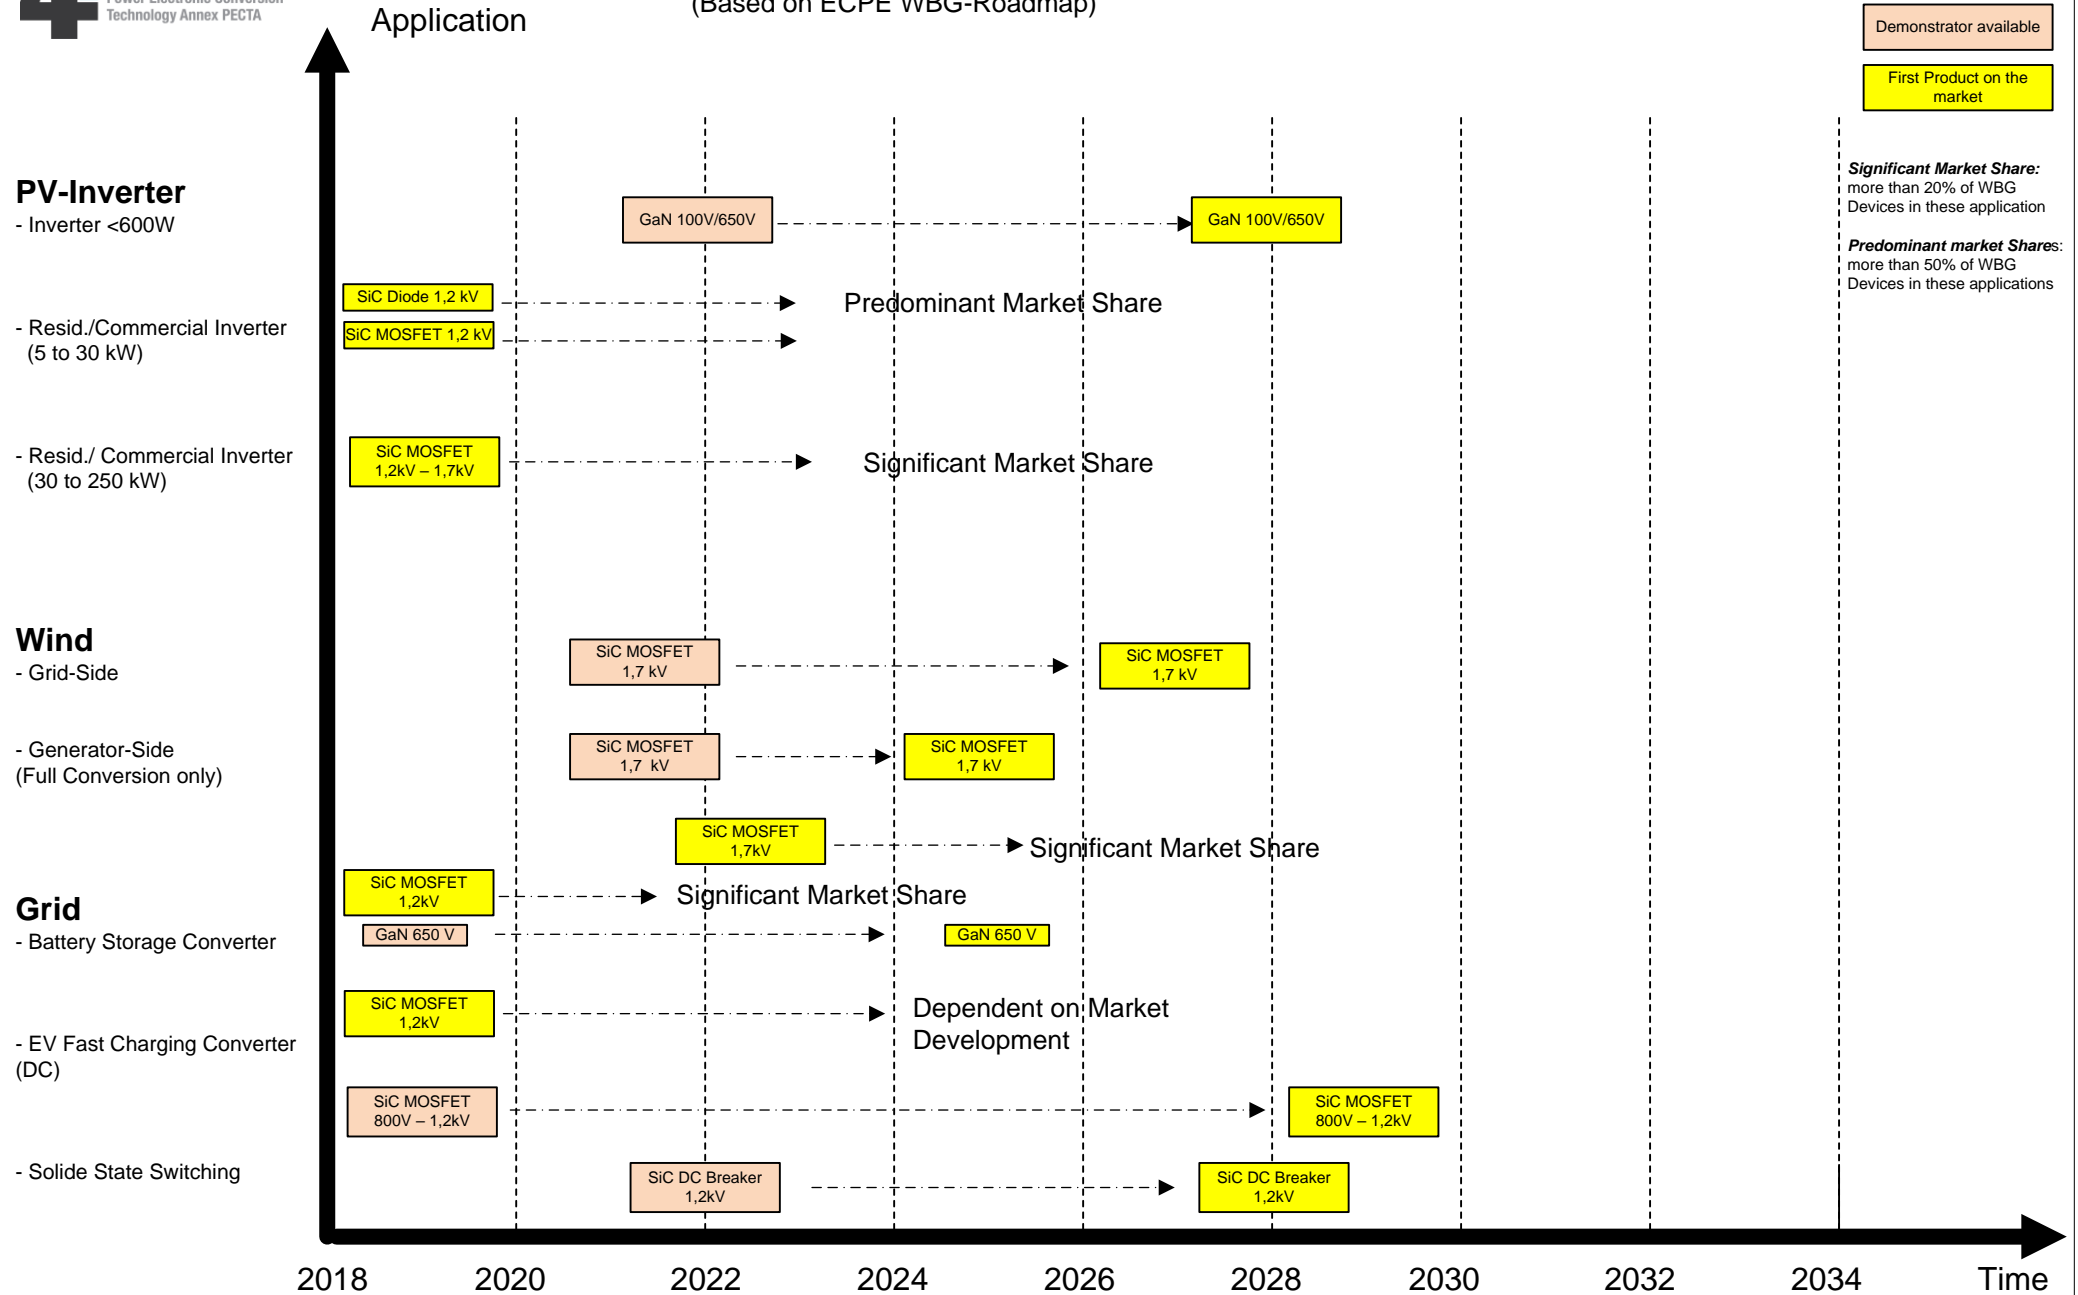 Power Electronic Conversion
Technology Annex PECTA
Application
(Based on ECPE WBG-Roadmap)
Demonstrator available
First Product on the
market
Significant Market Share:
more than 20% of WBG
Devices in these application
Predominant market Shares:
more than 50% of WBG
Devices in these applications
PV-Inverter
- Inverter <600W
GaN 100V/650V
GaN 100V/650V
SiC Diode 1,2 kV
Predominant Market Share
- Resid./Commercial Inverter
(5 to 30 kW)
SiC MOSFET 1,2 kV
- Resid./ Commercial Inverter
(30 to 250 kW)
SiC MOSFET
1,2kV – 1,7kV
Significant Market Share
Wind
- Grid-Side
SiC MOSFET
1,7 kV
SiC MOSFET
1,7 kV
- Generator-Side
(Full Conversion only)
SiC MOSFET
1,7 kV
SiC MOSFET
1,7 kV
SiC MOSFET
1,7kV
Significant Market Share
SiC MOSFET
1,2kV
Significant Market Share
Grid
- Battery Storage Converter
GaN 650 V
GaN 650 V
SiC MOSFET
1,2kV
Dependent on Market
Development
- EV Fast Charging Converter
(DC)
SiC MOSFET
800V – 1,2kV
SiC MOSFET
800V – 1,2kV
- Solide State Switching
SiC DC Breaker
1,2kV
SiC DC Breaker
1,2kV
2018 2020 2022 2024 2026 2028 2030 2032 2034 Time